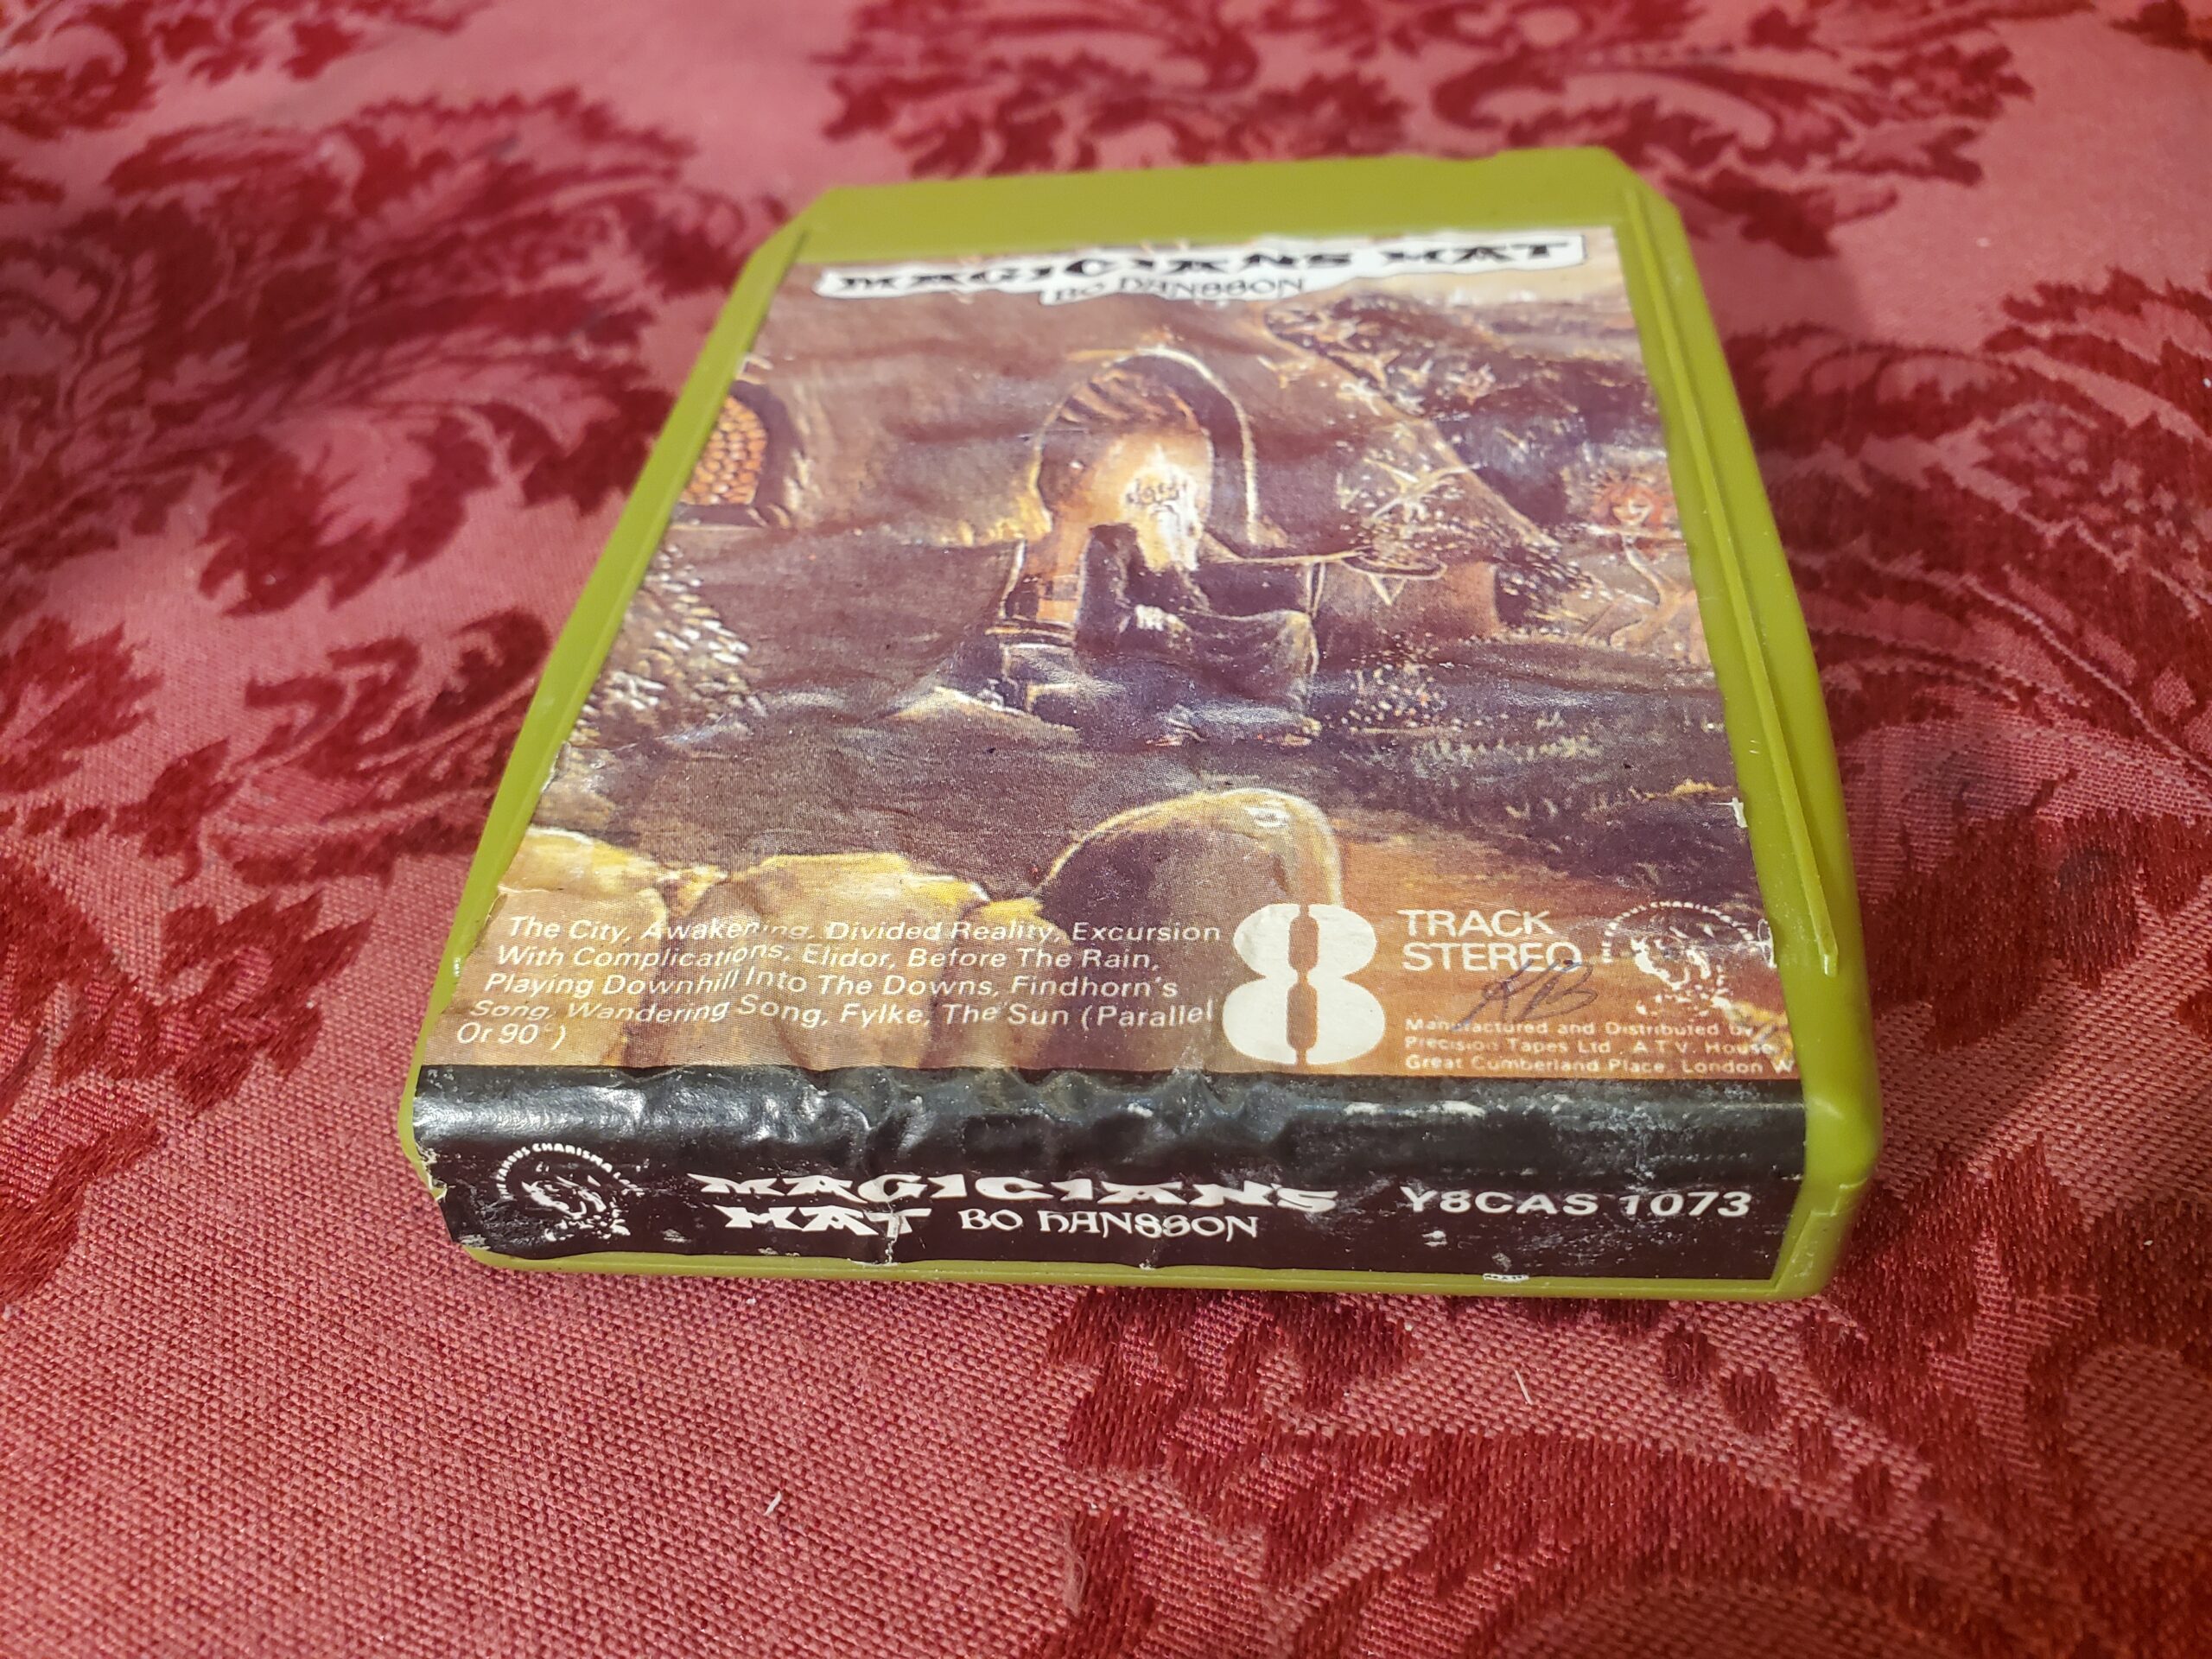 MAGICIANS HAT
BO HANSSON
The City, Awakening, Divided Reality, Excursion
With Complications, Elidor, Before The Rain,
Playing Downhill Into The Downs, Findhorn's
Song, Wandering Song, Fylke, The Sun (Parallel
Or 90°)
8 TRACK
STEREO
KB
Manufactured and Distributed by
Precision Tapes Ltd A.T.V. House
Great Cumberland Place, London W
CHARISMA
MAGICIANS
HAT BO HANSSON
Y8CAS 1073